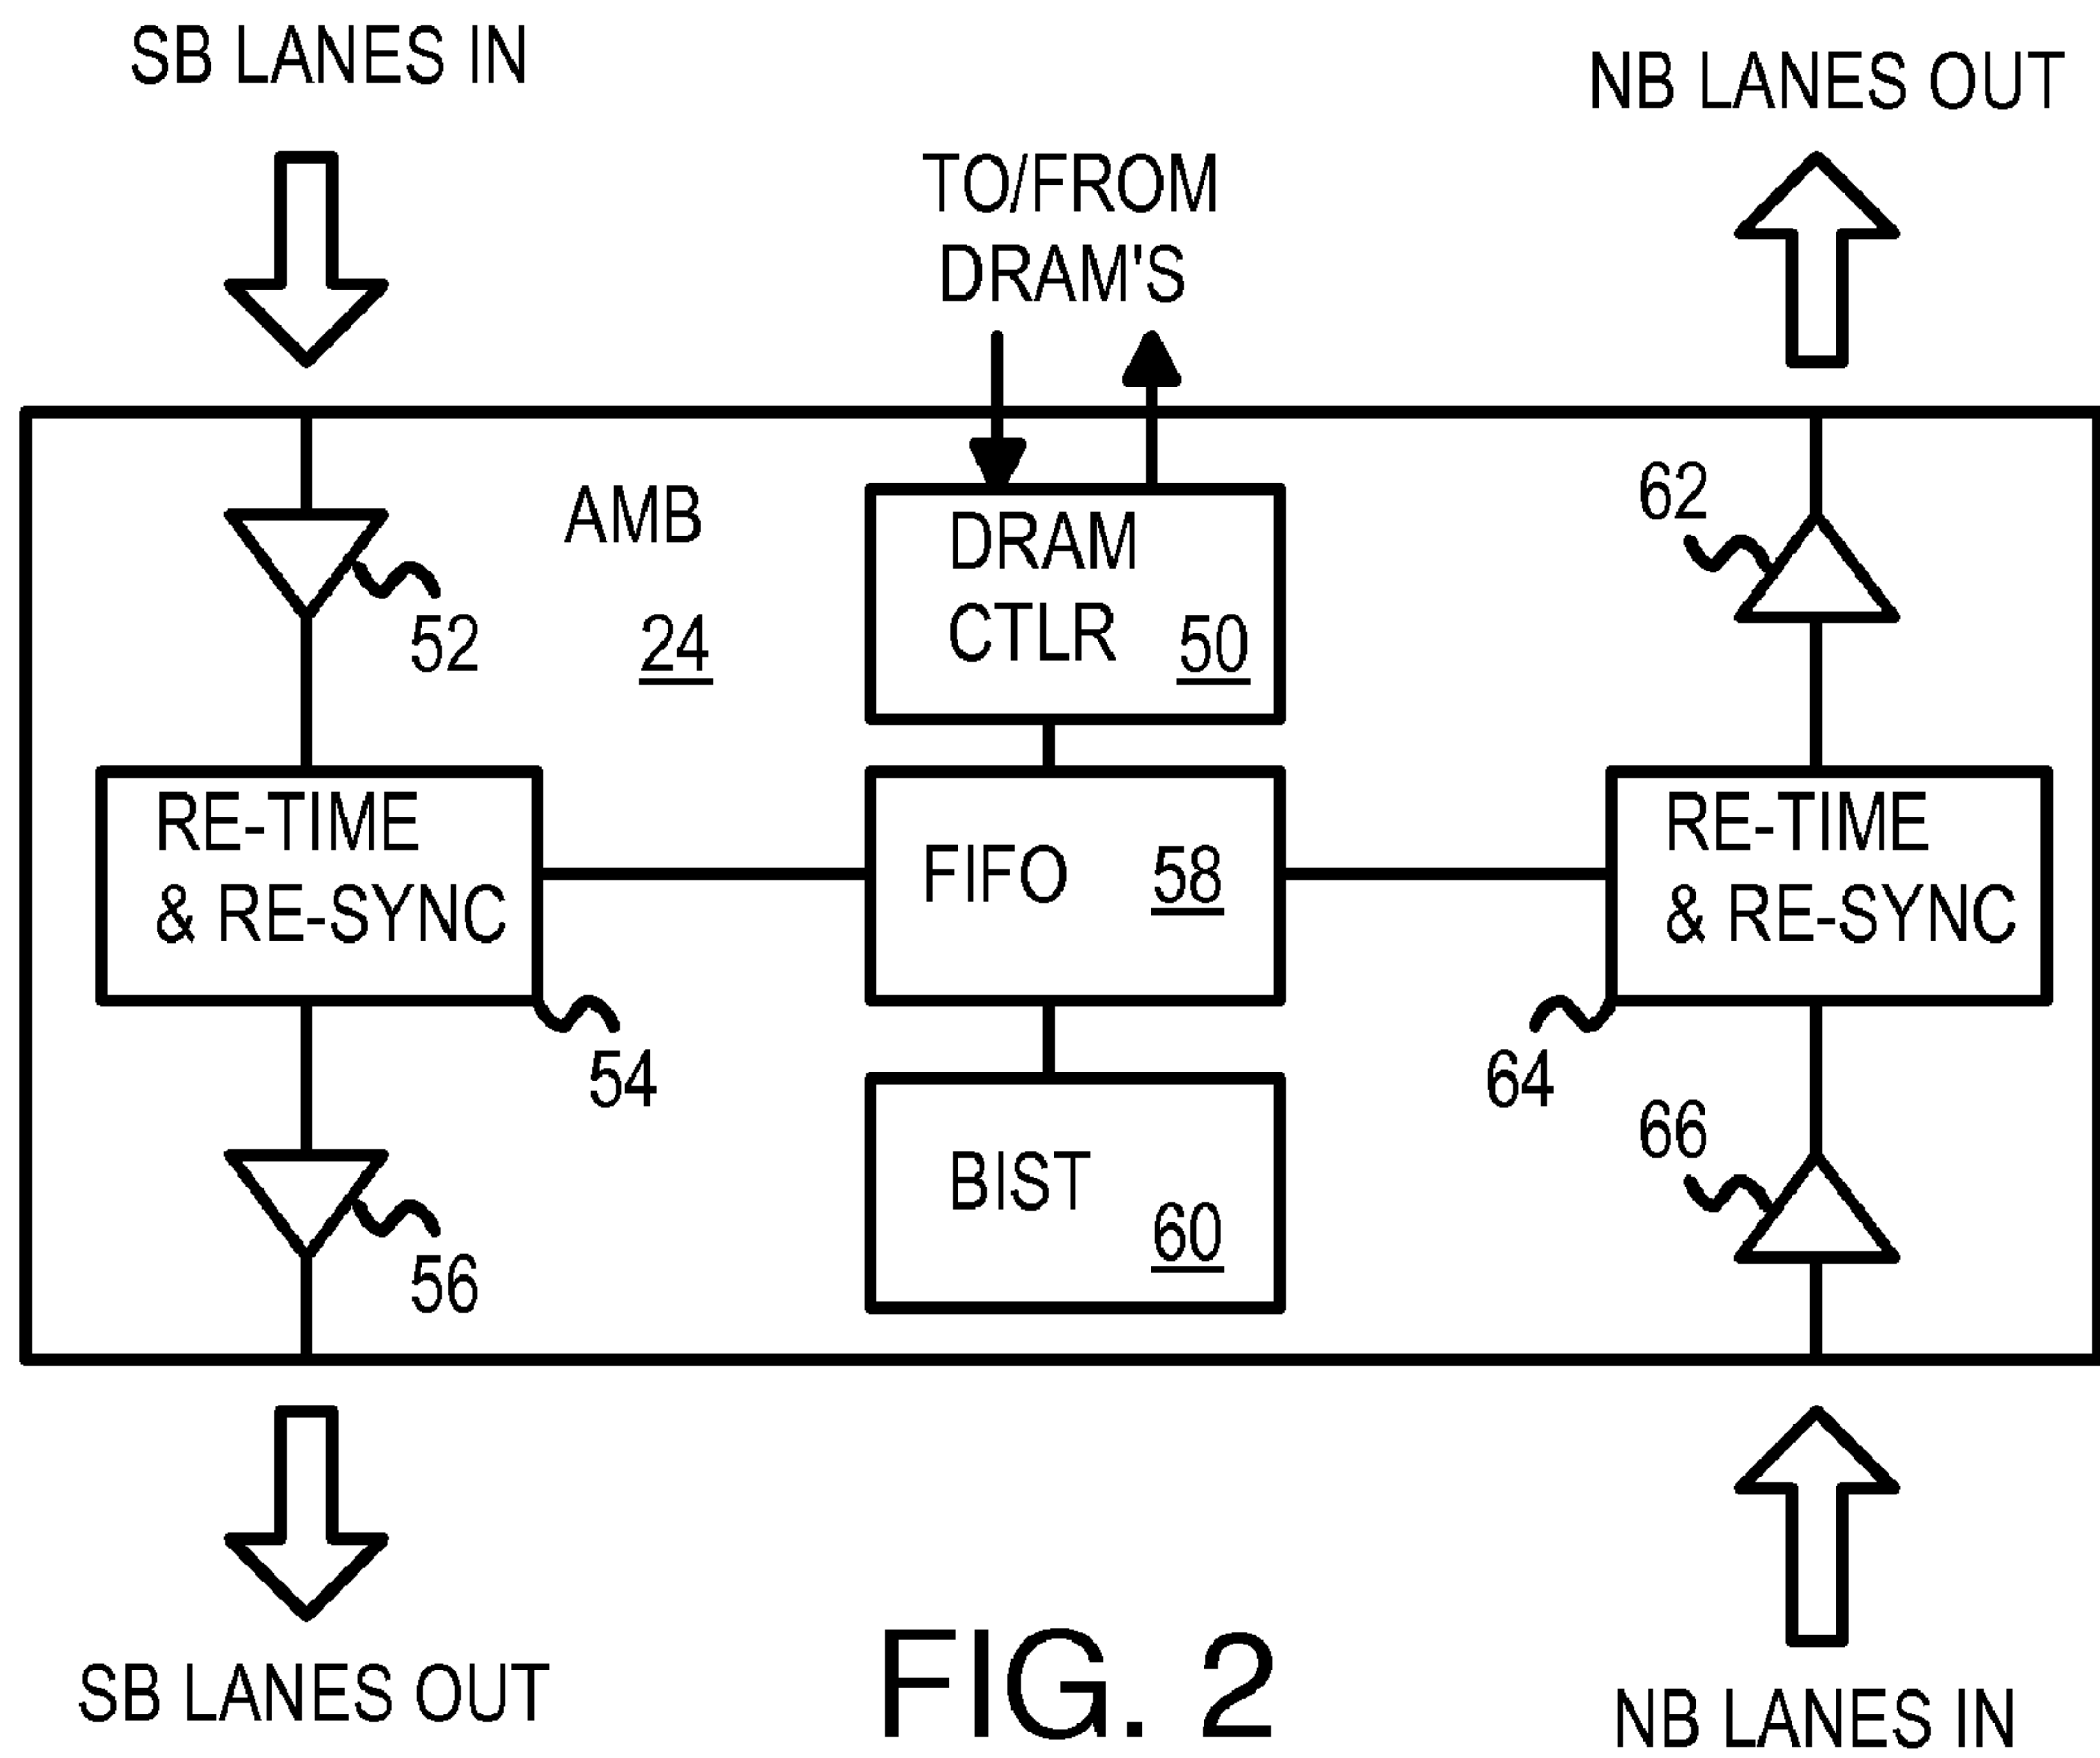 SB LANES IN
NB LANES OUT
TO/FROM
DRAM'S
AMB
24
52
DRAM
CTLR 50
62
RE-TIME
& RE-SYNC
54
FIFO 58
RE-TIME
& RE-SYNC
64
56
BIST
60
66
SB LANES OUT
NB LANES IN
FIG. 2